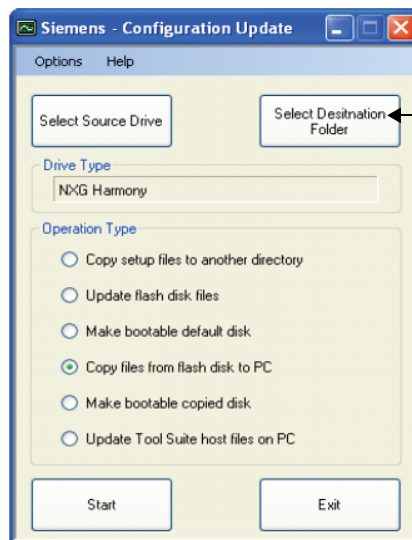 Siemens - Configuration Update
Options Help
Select Source Drive
Select Desitnation
Folder
Drive Type
NXG Harmony
Operation Type
Copy setup files to another directory
Update flash disk files
Make bootable default disk
Copy files from flash disk to PC
Make bootable copied disk
Update Tool Suite host files on PC
Start Exit